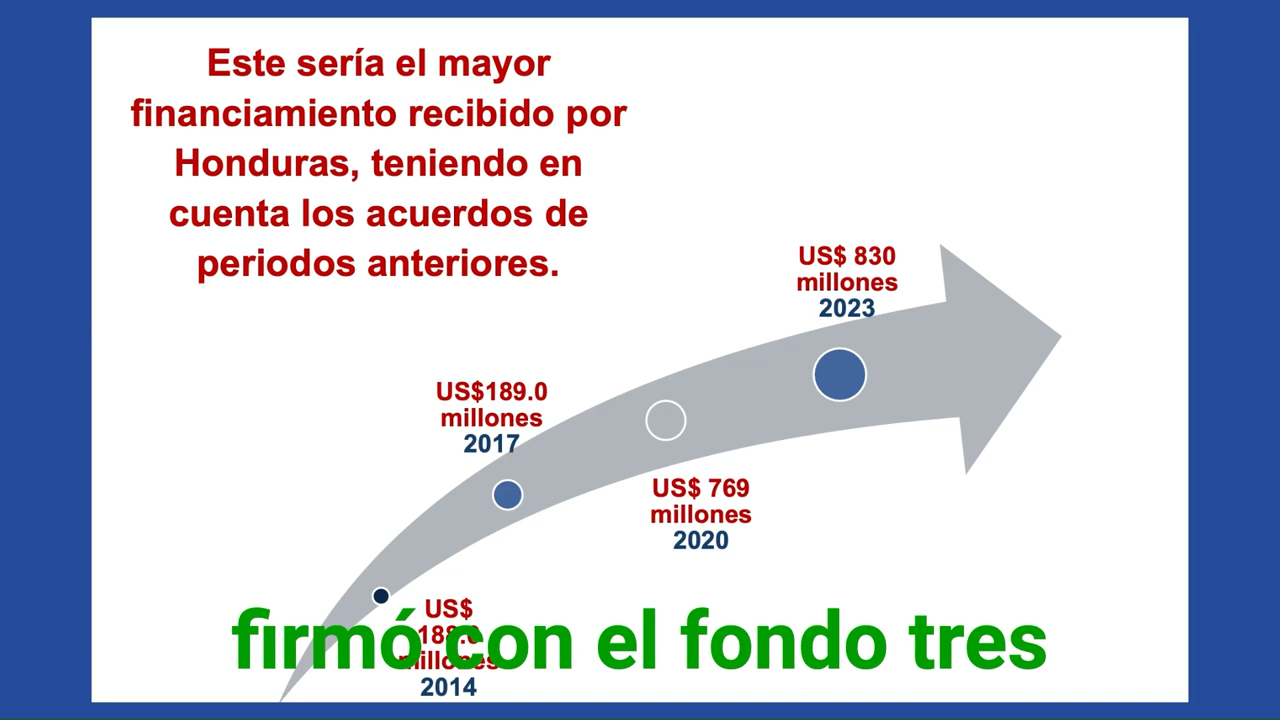 Este sería el mayor
financiamiento recibido por
Honduras, teniendo en
cuenta los acuerdos de
periodos anteriores.
US$ 830
millones
2023
US$189.0
millones
2017
US$ 769
millones
2020
US$
millones
2014
firmó con el fondo tres